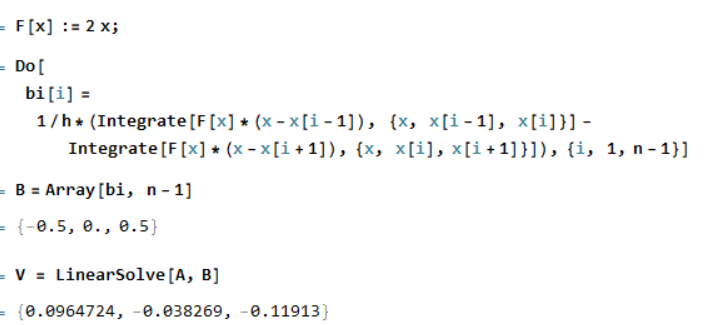 = F[x] := 2 x;
= Do[
bi[i] =
1/h* (Integrate[F[x] * (x - x[i - 1]), {x, x[i - 1], x[i]}] -
Integrate[F[x] * (x - x[i + 1]), {x, x[i], x[i + 1]}]), {i, 1, n - 1}]
= B = Array[bi, n - 1]
= {-0.5, 0., 0.5}
= V = LinearSolve[A, B]
= {0.0964724, -0.038269, -0.11913}